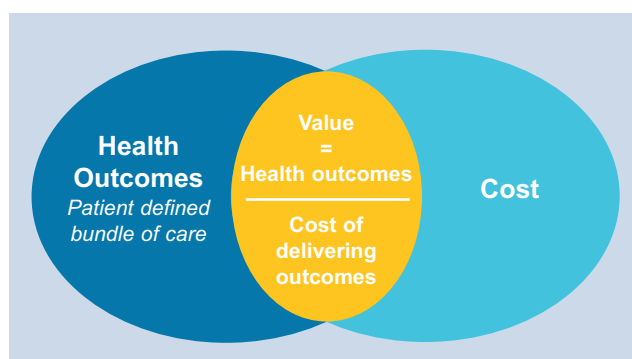 Health
Outcomes
Patient defined
bundle of care
Value
=
Health outcomes
Cost of
delivering
outcomes
Cost